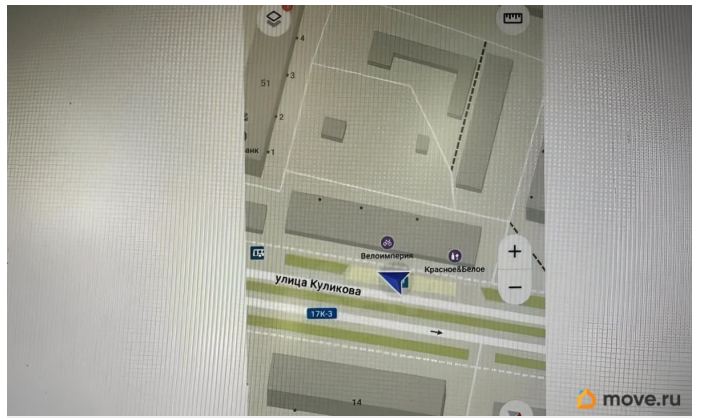 4
51
3
2
анк
1
Велоимперия
Красное&Белое
+
−
улица Куликова
17К-3
14
move.ru